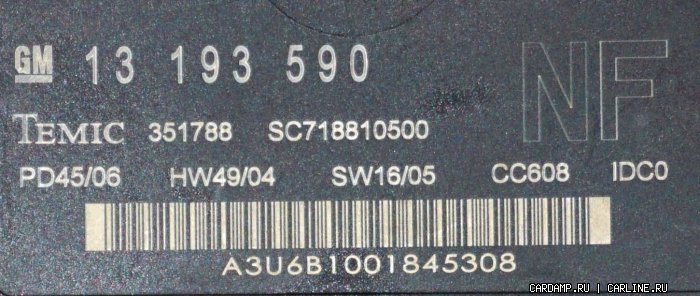 GM 13 193 590 NF
TEMIC 351788 SC718810500
PD45/06 HW49/04 SW16/05 CC608 IDC0
A3U6B1001845308
CARDAMP.RU | CARLINE.RU